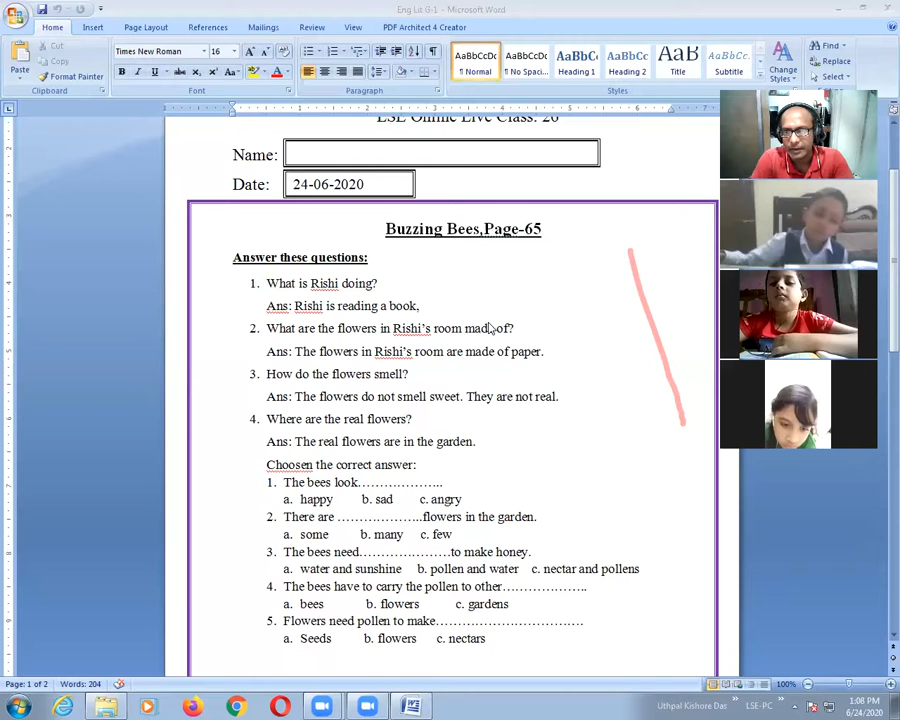 Eng Lit G-1 - Microsoft Word
Home Insert Page Layout References Mailings Review View PDF Architect 4 Creator
Cut
Copy
Format Painter
Paste
Clipboard
Times New Roman 16
Font
Paragraph
AaBbCcDc AaBbCcDc AaBbCc AaBbCc AaB AaBbCc.
¶ Normal ¶ No Spaci... Heading 1 Heading 2 Title Subtitle
Change Styles
Styles
Find
Replace
Select
Editing
LSE Online Live Class: 26
Name:
Date: 24-06-2020
Buzzing Bees,Page-65
Answer these questions:
1. What is Rishi doing?
Ans: Rishi is reading a book,
2. What are the flowers in Rishi's room made of?
Ans: The flowers in Rishi's room are made of paper.
3. How do the flowers smell?
Ans: The flowers do not smell sweet. They are not real.
4. Where are the real flowers?
Ans: The real flowers are in the garden.
Choosen the correct answer:
1. The bees look………………..
a. happy b. sad c. angry
2. There are ………………..flowers in the garden.
a. some b. many c. few
3. The bees need…………………to make honey.
a. water and sunshine b. pollen and water c. nectar and pollens
4. The bees have to carry the pollen to other………………..
a. bees b. flowers c. gardens
5. Flowers need pollen to make…………………………….
a. Seeds b. flowers c. nectars
Page: 1 of 2 Words: 204 100%
Uthpal Kishore Das LSE-PC 1:08 PM
6/24/2020